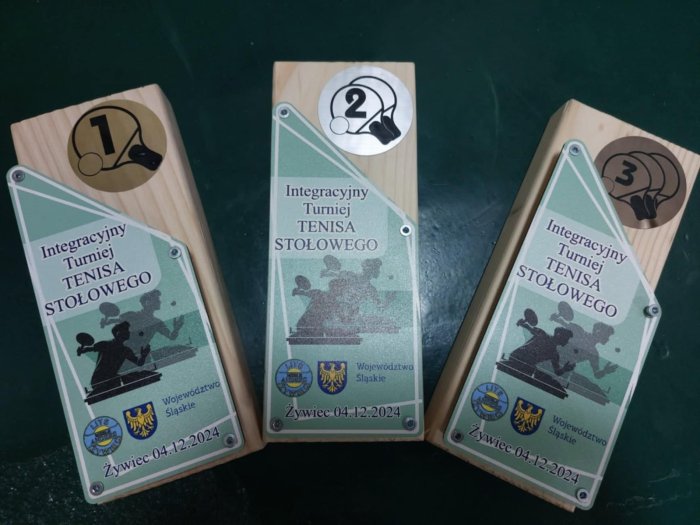 1
Integracyjny
Turniej
TENISA
STOŁOWEGO
Województwo
Śląskie
Żywiec 04.12.2024
2
Integracyjny
Turniej
TENISA
STOŁOWEGO
Województwo
Śląskie
Żywiec 04.12.2024
3
Integracyjny
Turniej
TENISA
STOŁOWEGO
Województwo
Śląskie
Żywiec 04.12.2024